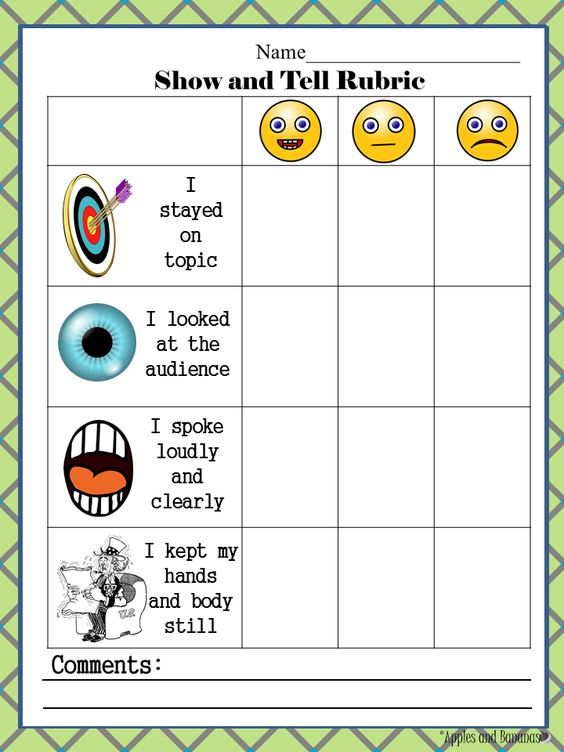 Name
Show and Tell Rubric
I
stayed
on
topic
I looked
at the
audience
I spoke
loudly
and
clearly
I kept my
hands
and body
still
U.S.
Comments:
©Apples and Bananas